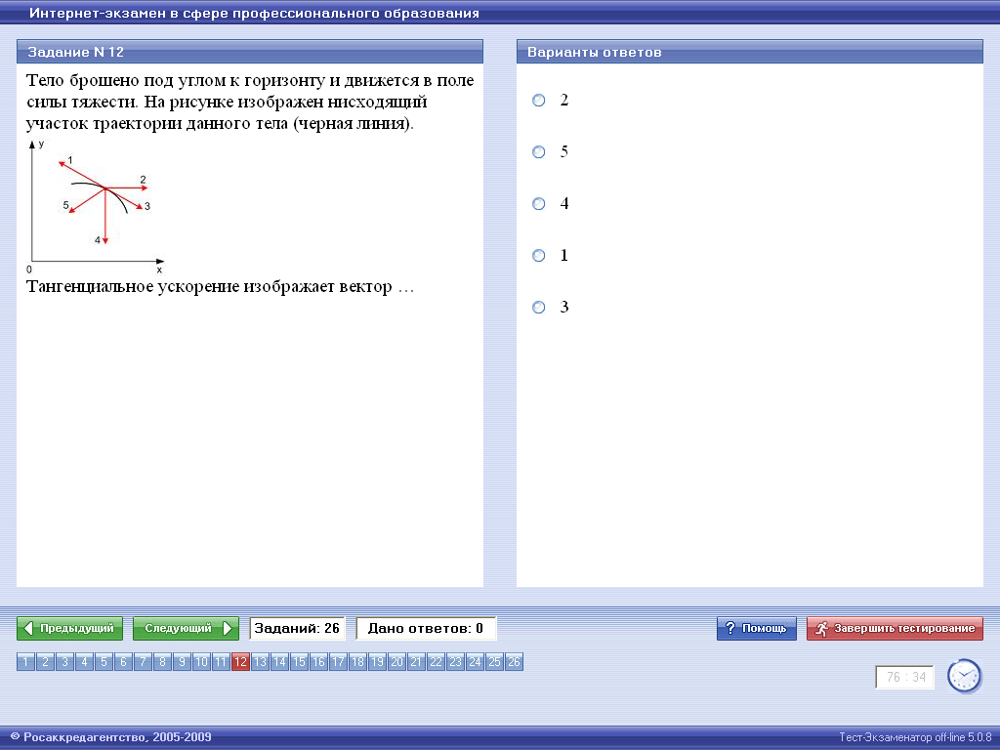 Интернет-экзамен в сфере профессионального образования
Задание N 12
Тело брошено под углом к горизонту и движется в поле
силы тяжести. На рисунке изображен нисходящий
участок траектории данного тела (черная линия).
y
1
2
5
3
4
0
x
Тангенциальное ускорение изображает вектор …
Варианты ответов
2
5
4
1
3
Предыдущий
Следующий
Заданий: 26
Дано ответов: 0
Помощь
Завершить тестирование
1 2 3 4 5 6 7 8 9 10 11 12 13 14 15 16 17 18 19 20 21 22 23 24 25 26
76 : 34
© Росаккредагентство, 2005-2009
Тест-Экзаменатор off-line 5.0.8